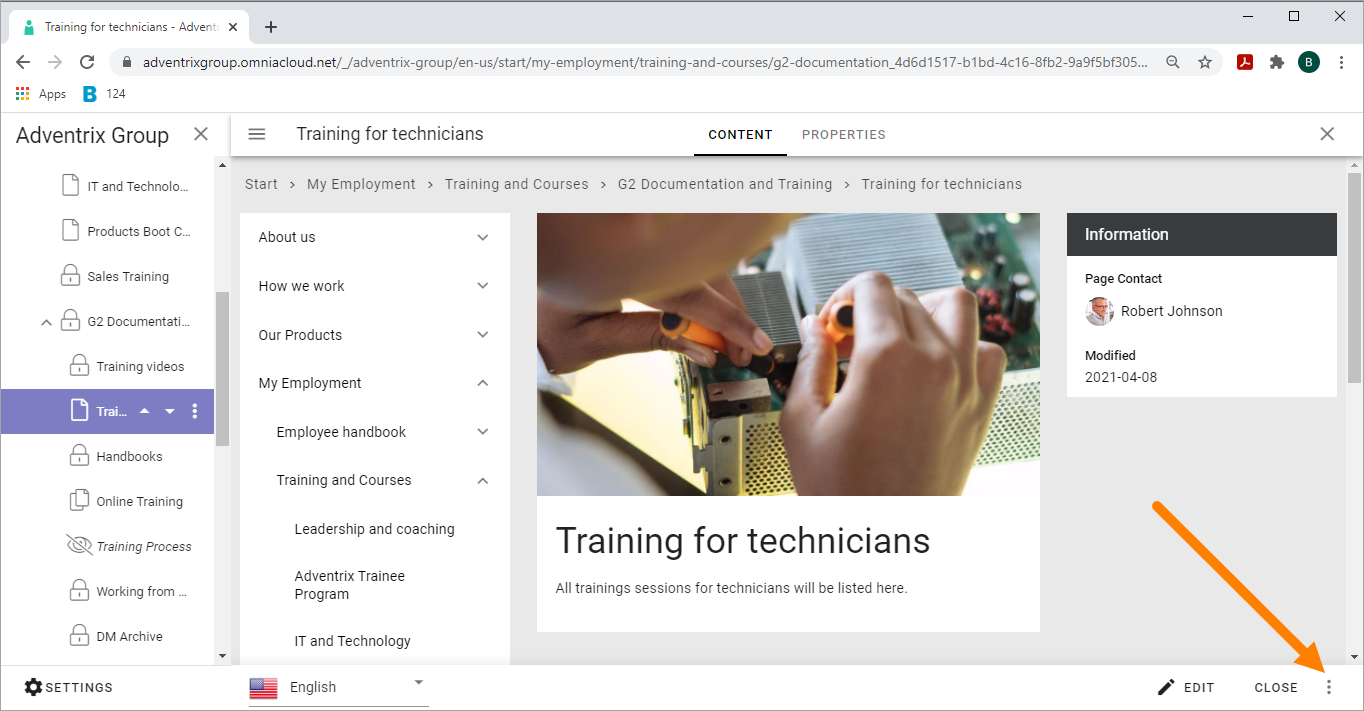 Training for technicians - Advent
adventrixgroup.omniacloud.net/_/adventrix-group/en-us/start/my-employment/training-and-courses/g2-documentation_4d6d1517-b1bd-4c16-8fb2-9a9f5bf305...
B
Apps
B 124
Adventrix Group
Training for technicians
CONTENT
PROPERTIES
IT and Technolo...
Products Boot C...
Sales Training
G2 Documentati...
Training videos
Trai...
Handbooks
Online Training
Training Process
Working from ...
DM Archive
Start > My Employment > Training and Courses > G2 Documentation and Training > Training for technicians
About us
How we work
Our Products
My Employment
Employee handbook
Training and Courses
Leadership and coaching
Adventrix Trainee
Program
IT and Technology
Training for technicians
All trainings sessions for technicians will be listed here.
Information
Page Contact
Robert Johnson
Modified
2021-04-08
SETTINGS
English
EDIT
CLOSE